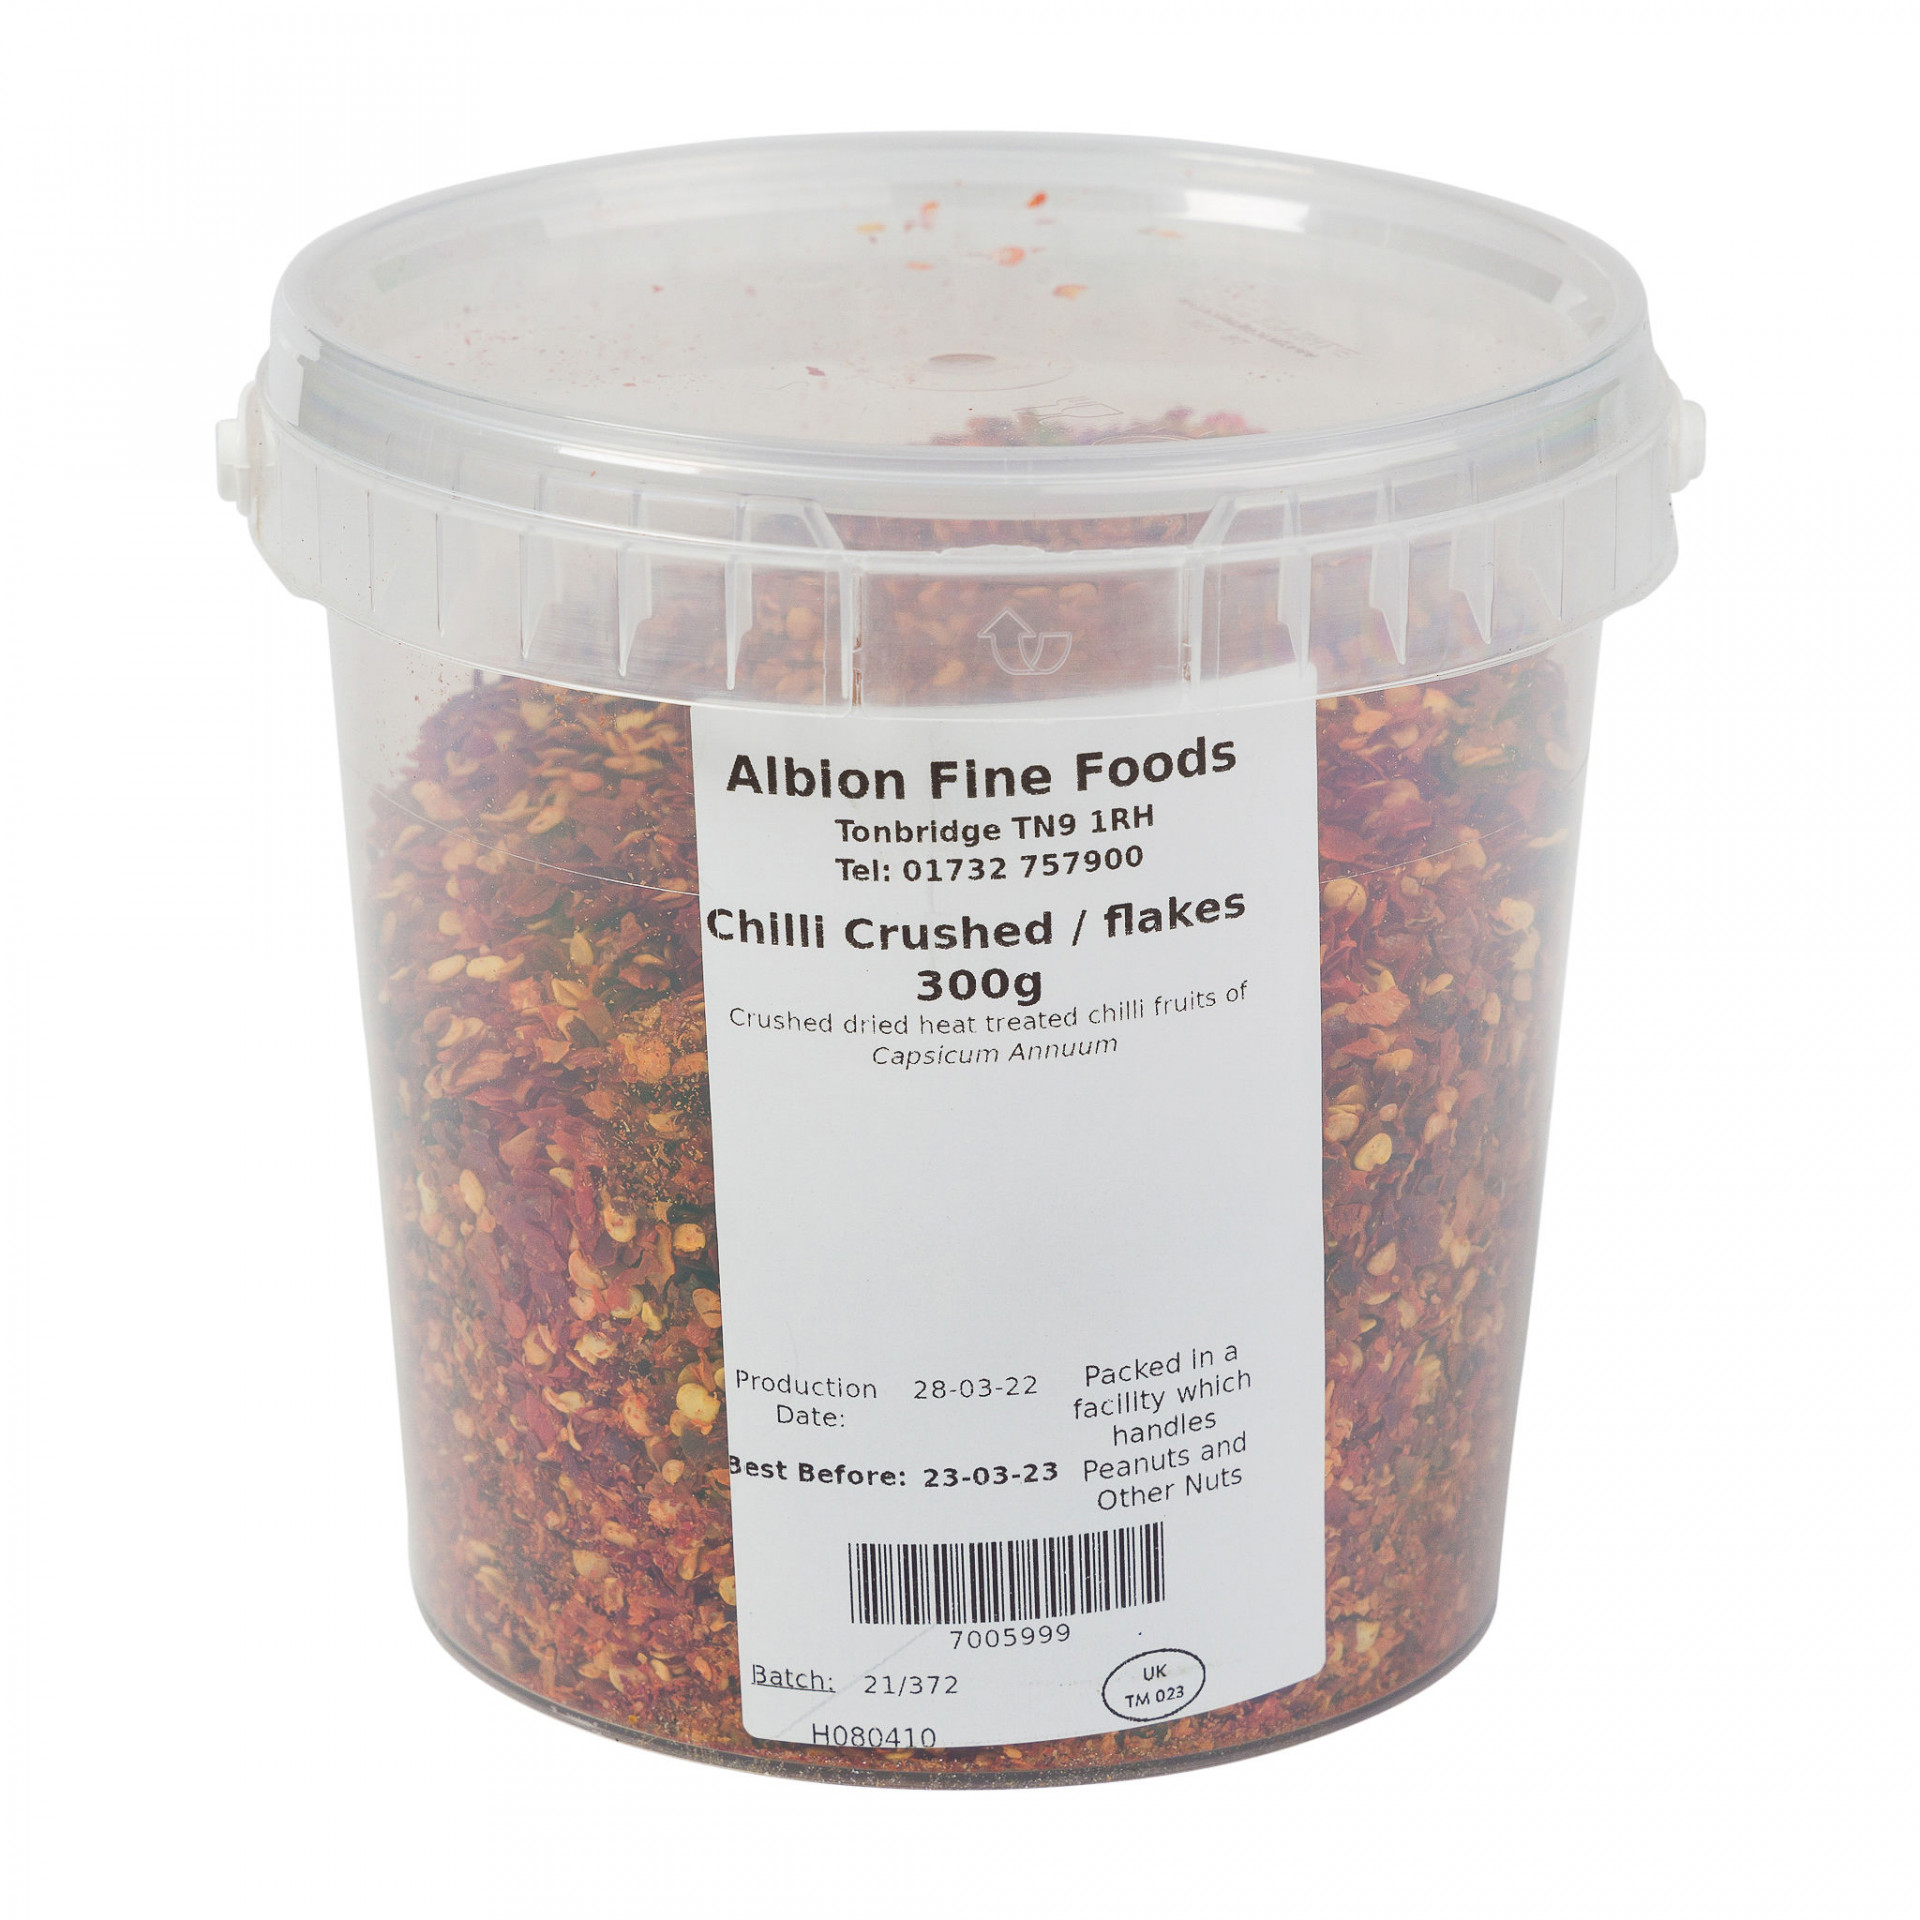 Albion Fine Foods
Tonbridge TN9 1RH
Tel: 01732 757900
Chilli Crushed / flakes
300g
Crushed dried heat treated chilli fruits of
Capsicum Annuum
Production
Date:
28-03-22
Best Before: 23-03-23
Packed in a
facility which
handles
Peanuts and
Other Nuts
7005999
Batch: 21/372
UK
TM 023
H080410